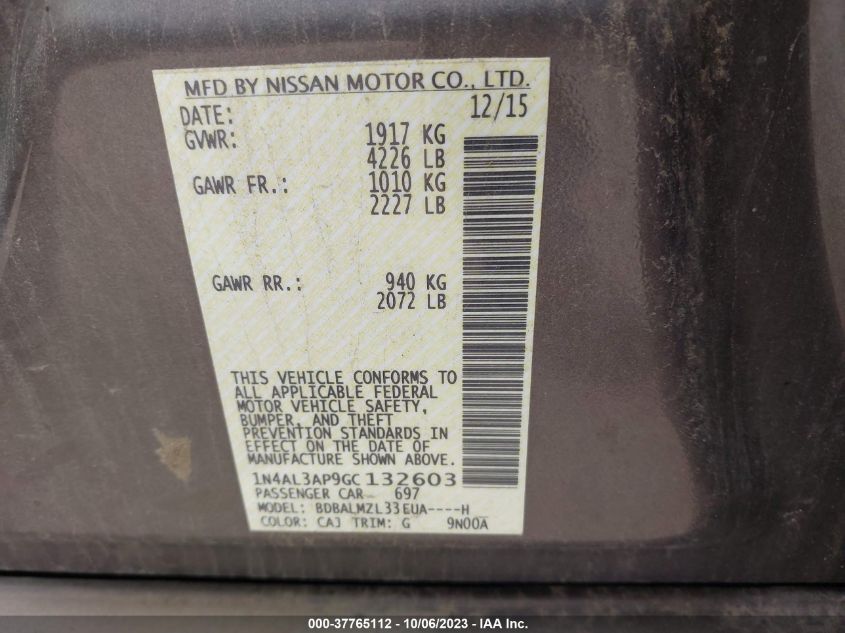 MFD BY NISSAN MOTOR CO., LTD.
DATE: 12/15
GVWR: 1917 KG
4226 LB
GAWR FR.: 1010 KG
2227 LB
GAWR RR.: 940 KG
2072 LB
THIS VEHICLE CONFORMS TO
ALL APPLICABLE FEDERAL
MOTOR VEHICLE SAFETY,
BUMPER, AND THEFT
PREVENTION STANDARDS IN
EFFECT ON THE DATE OF
MANUFACTURE SHOWN ABOVE.
1N4AL3AP9GC132603
PASSENGER CAR 697
MODEL: BDBALMZL33EUA----H
COLOR: CAJ TRIM: G 9N00A
000-37765112 - 10/06/2023 - IAA Inc.